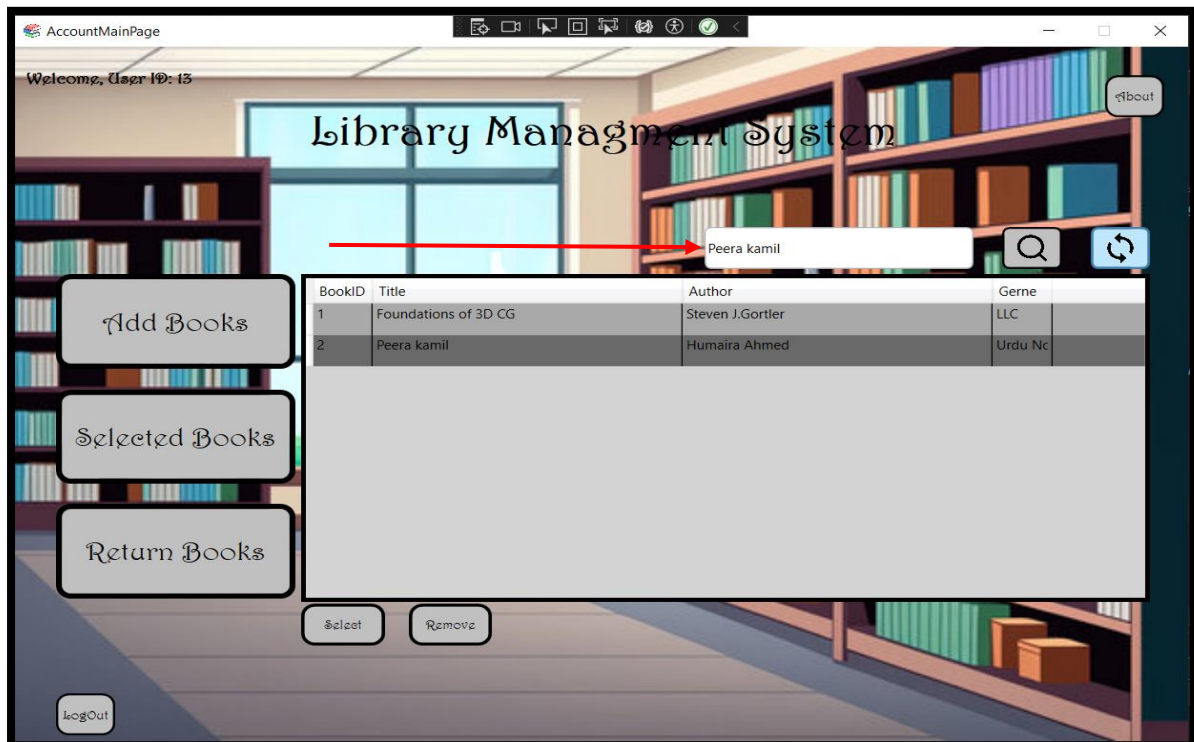 AccountMainPage
Welcome, User ID: 13
About
Library Managment System
Peera kamil
BookID Title Author Gerne
1 Foundations of 3D CG Steven J.Gortler LLC
2 Peera kamil Humaira Ahmed Urdu Nc
Add Books
Selected Books
Return Books
Select Remove
LogOut